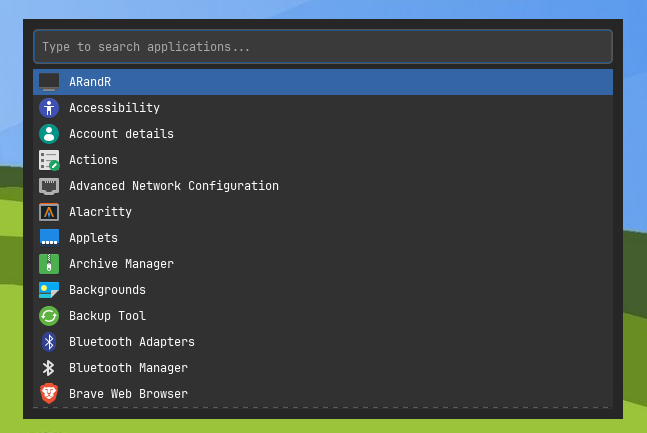 Type to search applications...
ARandR
Accessibility
Account details
Actions
Advanced Network Configuration
Alacritty
Applets
Archive Manager
Backgrounds
Backup Tool
Bluetooth Adapters
Bluetooth Manager
Brave Web Browser